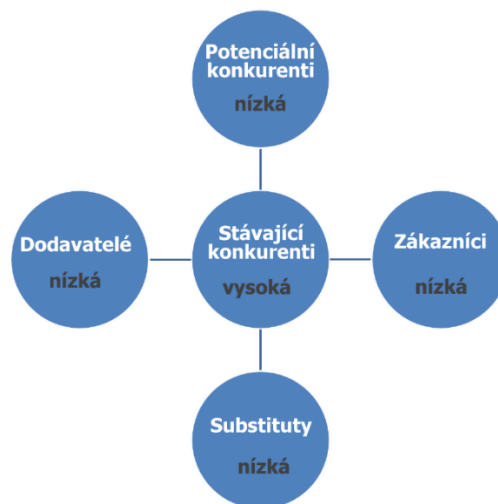 Potenciální
konkurenti
nízká
Dodavatelé
nízká
Stávající
konkurenti
vysoká
Zákazníci
nízká
Substituty
nízká